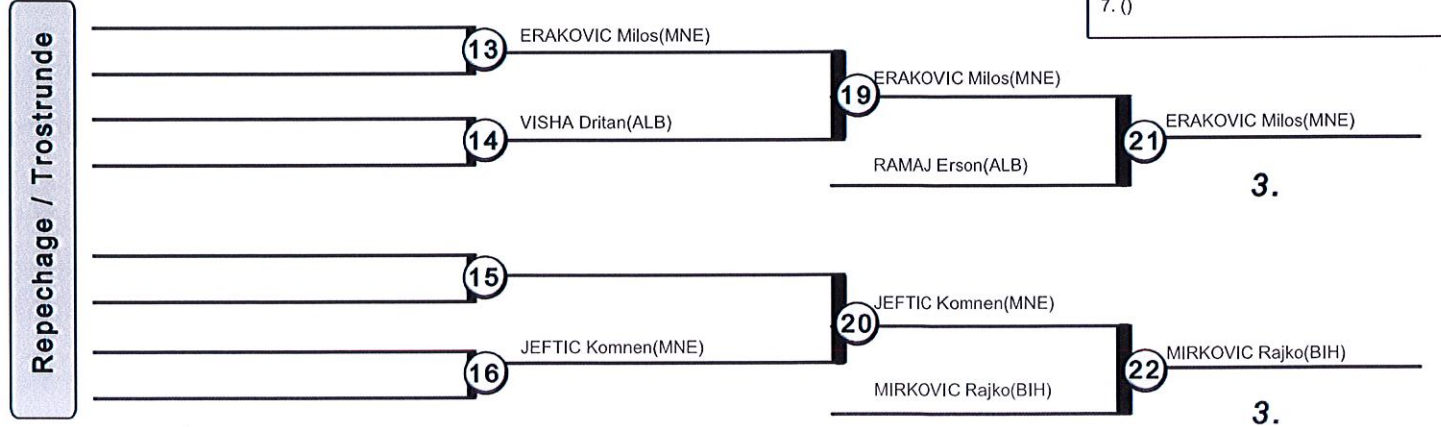 7. ()
Repechage / Trostrunde
13
ERAKOVIC Milos(MNE)
14
VISHA Dritan(ALB)
19
ERAKOVIC Milos(MNE)
RAMAJ Erson(ALB)
21
ERAKOVIC Milos(MNE)
3.
15
16
JEFTIC Komnen(MNE)
20
JEFTIC Komnen(MNE)
MIRKOVIC Rajko(BIH)
22
MIRKOVIC Rajko(BIH)
3.